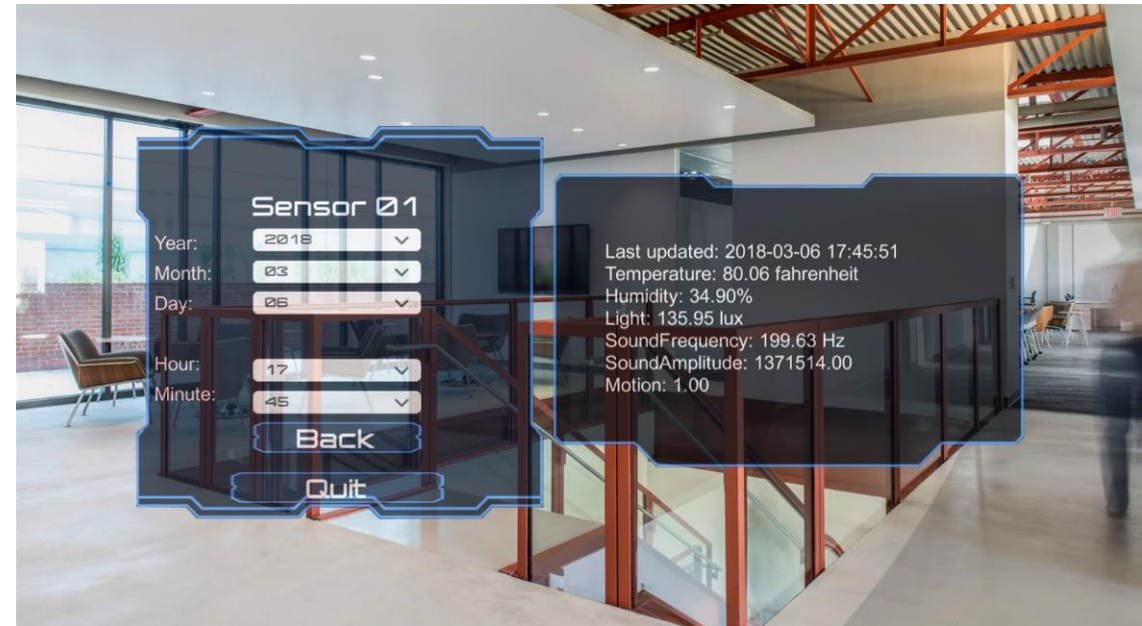 Sensor 01
Year: 2018
Month: 03
Day: 06
Hour: 17
Minute: 45
Back
Quit
Last updated: 2018-03-06 17:45:51
Temperature: 80.06 fahrenheit
Humidity: 34.90%
Light: 135.95 lux
SoundFrequency: 199.63 Hz
SoundAmplitude: 1371514.00
Motion: 1.00
EXIT